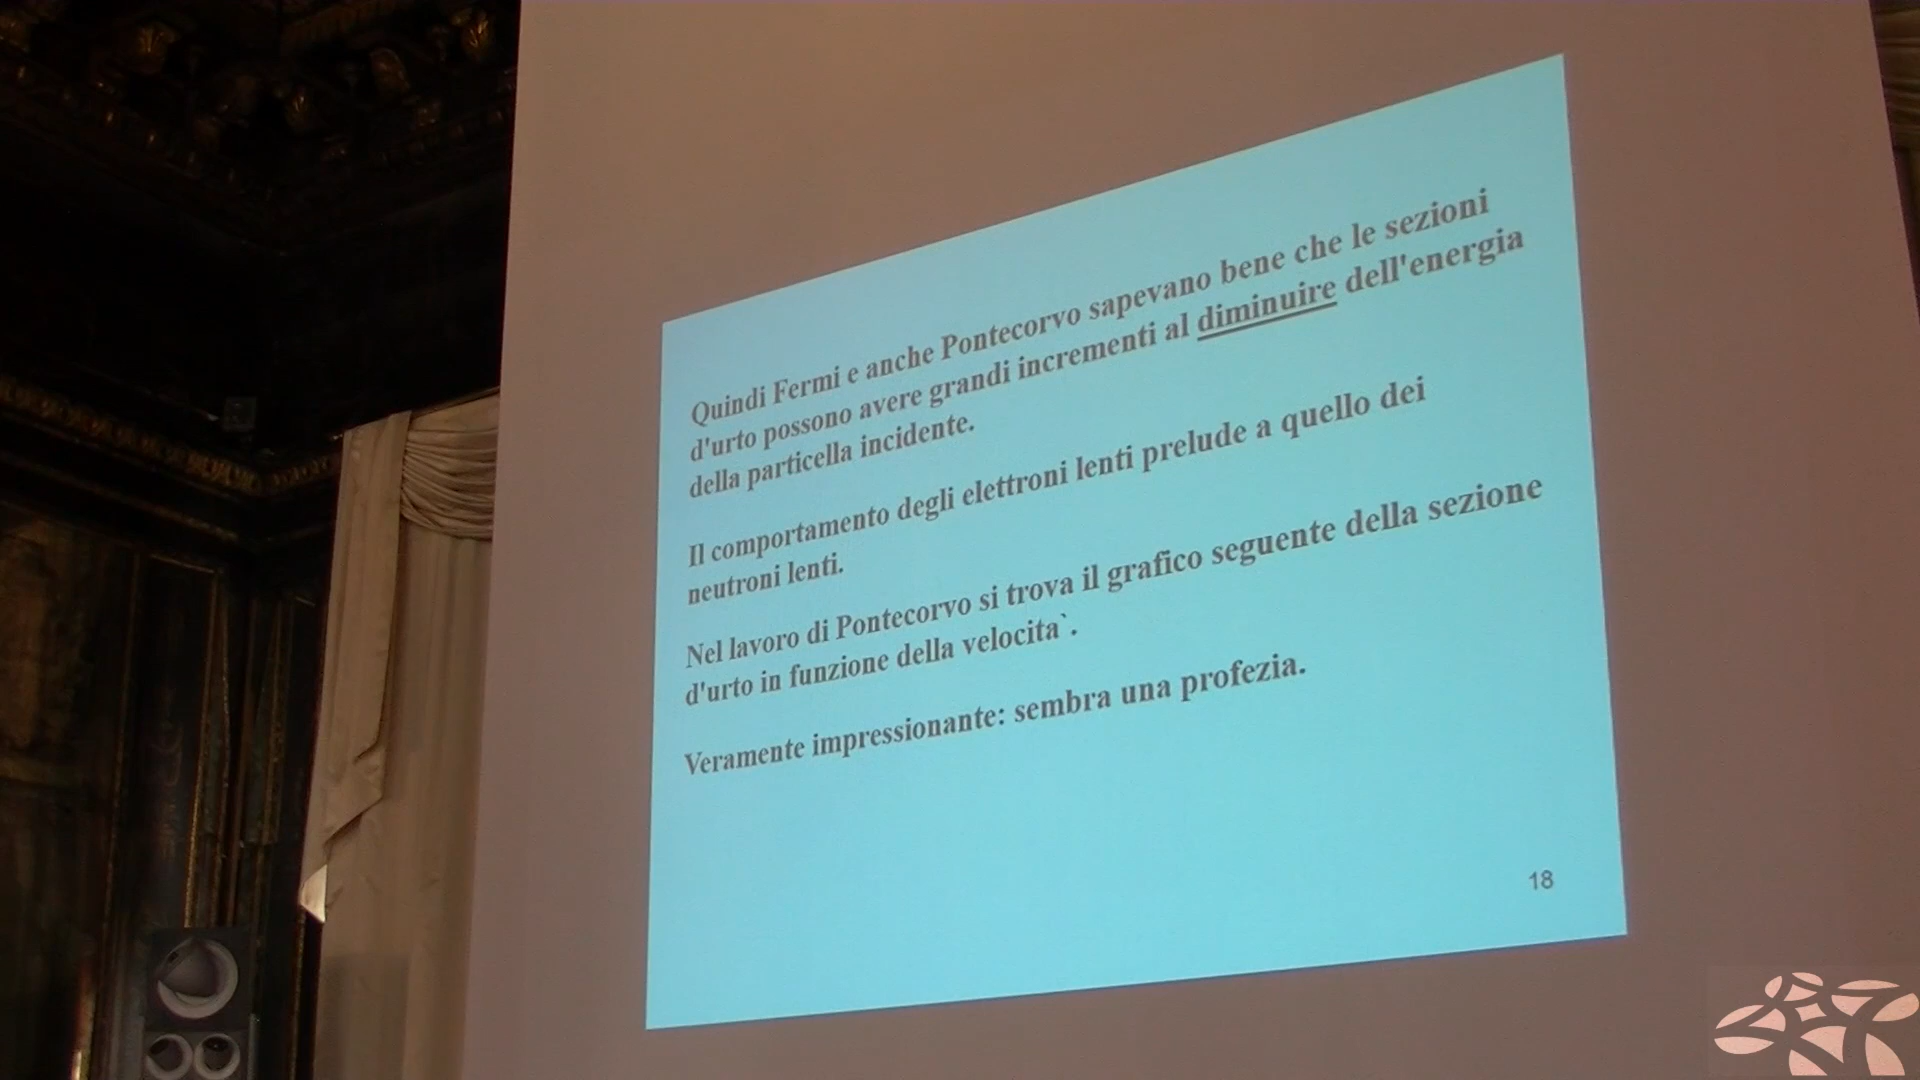 Quindi Fermi e anche Pontecorvo sapevano bene che le sezioni
d'urto possono avere grandi incrementi al diminuire dell'energia
della particella incidente.
Il comportamento degli elettroni lenti prelude a quello dei
neutroni lenti.
Nel lavoro di Pontecorvo si trova il grafico seguente della sezione
d'urto in funzione della velocita`.
Veramente impressionante: sembra una profezia.
18